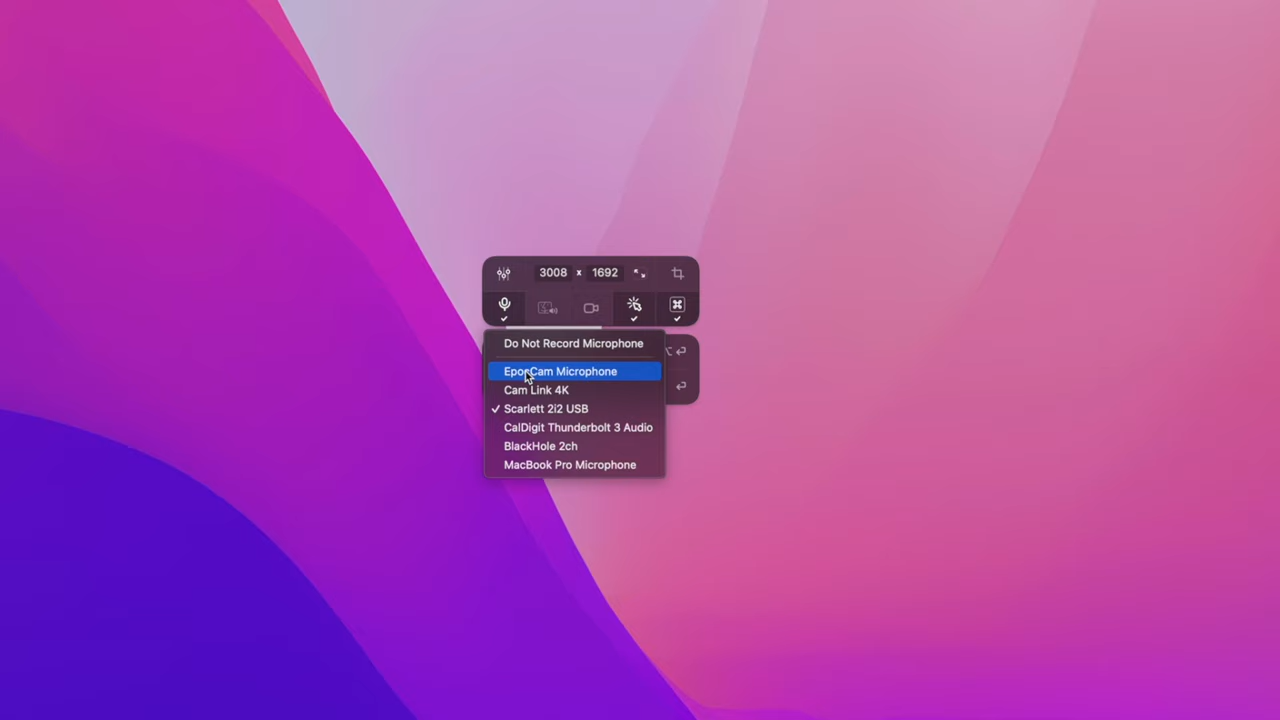 3008 x 1692
Do Not Record Microphone
EpocCam Microphone
Cam Link 4K
✓ Scarlett 2i2 USB
CalDigit Thunderbolt 3 Audio
BlackHole 2ch
MacBook Pro Microphone